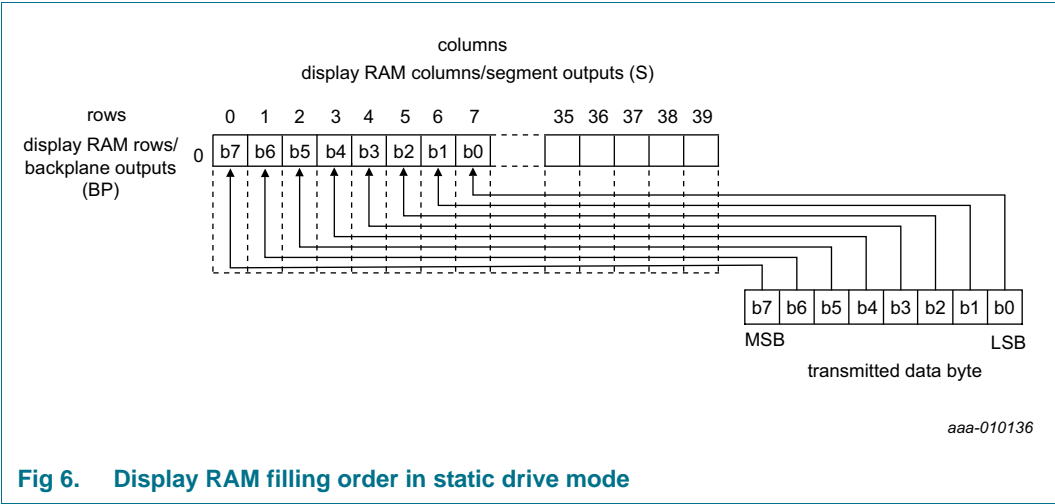 columns
display RAM columns/segment outputs (S)
rows 0 1 2 3 4 5 6 7 35 36 37 38 39
display RAM rows/
backplane outputs
(BP)
0 b7 b6 b5 b4 b3 b2 b1 b0
b7 b6 b5 b4 b3 b2 b1 b0
MSB LSB
transmitted data byte
aaa-010136
Fig 6. Display RAM filling order in static drive mode